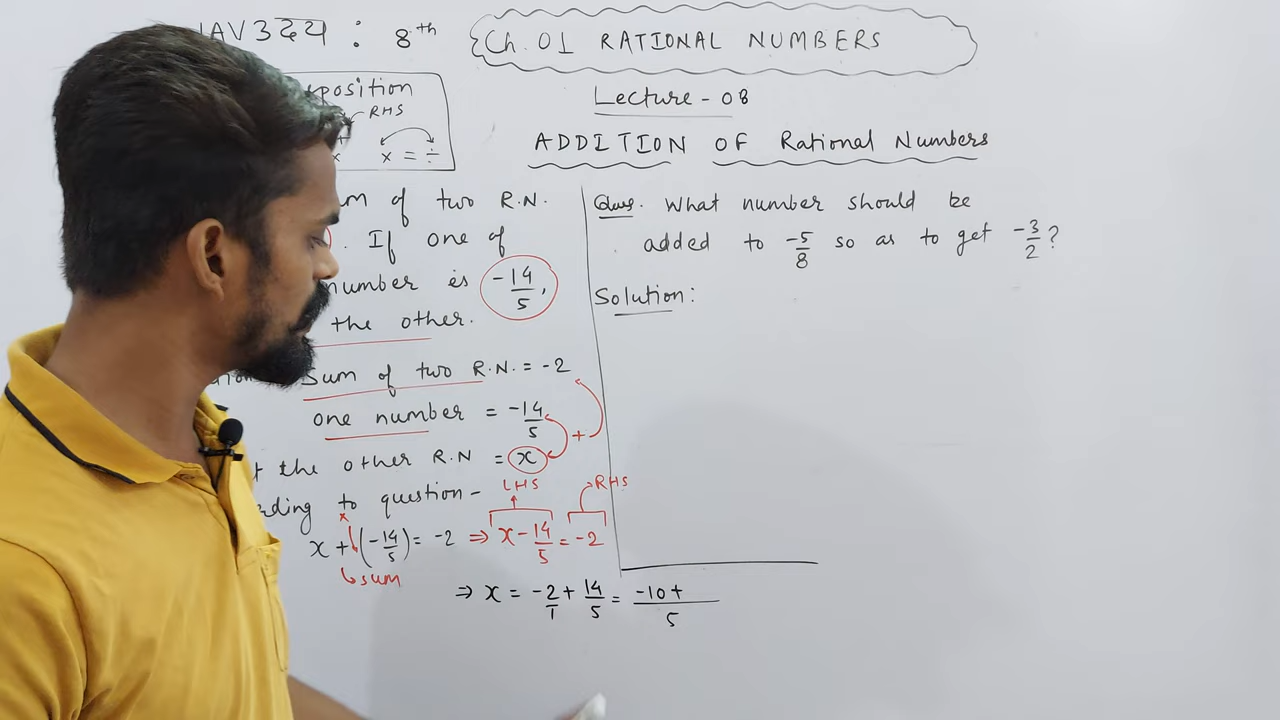 : 8th
Ch. 01 RATIONAL NUMBERS
Lecture - 08
ADDITION OF Rational Numbers
RHS
x = ÷
of two R.N.
. If one of
number is -14/5,
the other.
Sum of two R.N. = -2
one number = -14/5
+
the other R.N = x
to question -
LHS
RHS
x + (-14/5) = -2 ⇒ x - 14/5 = -2
sum
⇒ x = -2/1 + 14/5 = -10+/5
Ques. What number should be
added to -5/8 so as to get -3/2?
Solution: